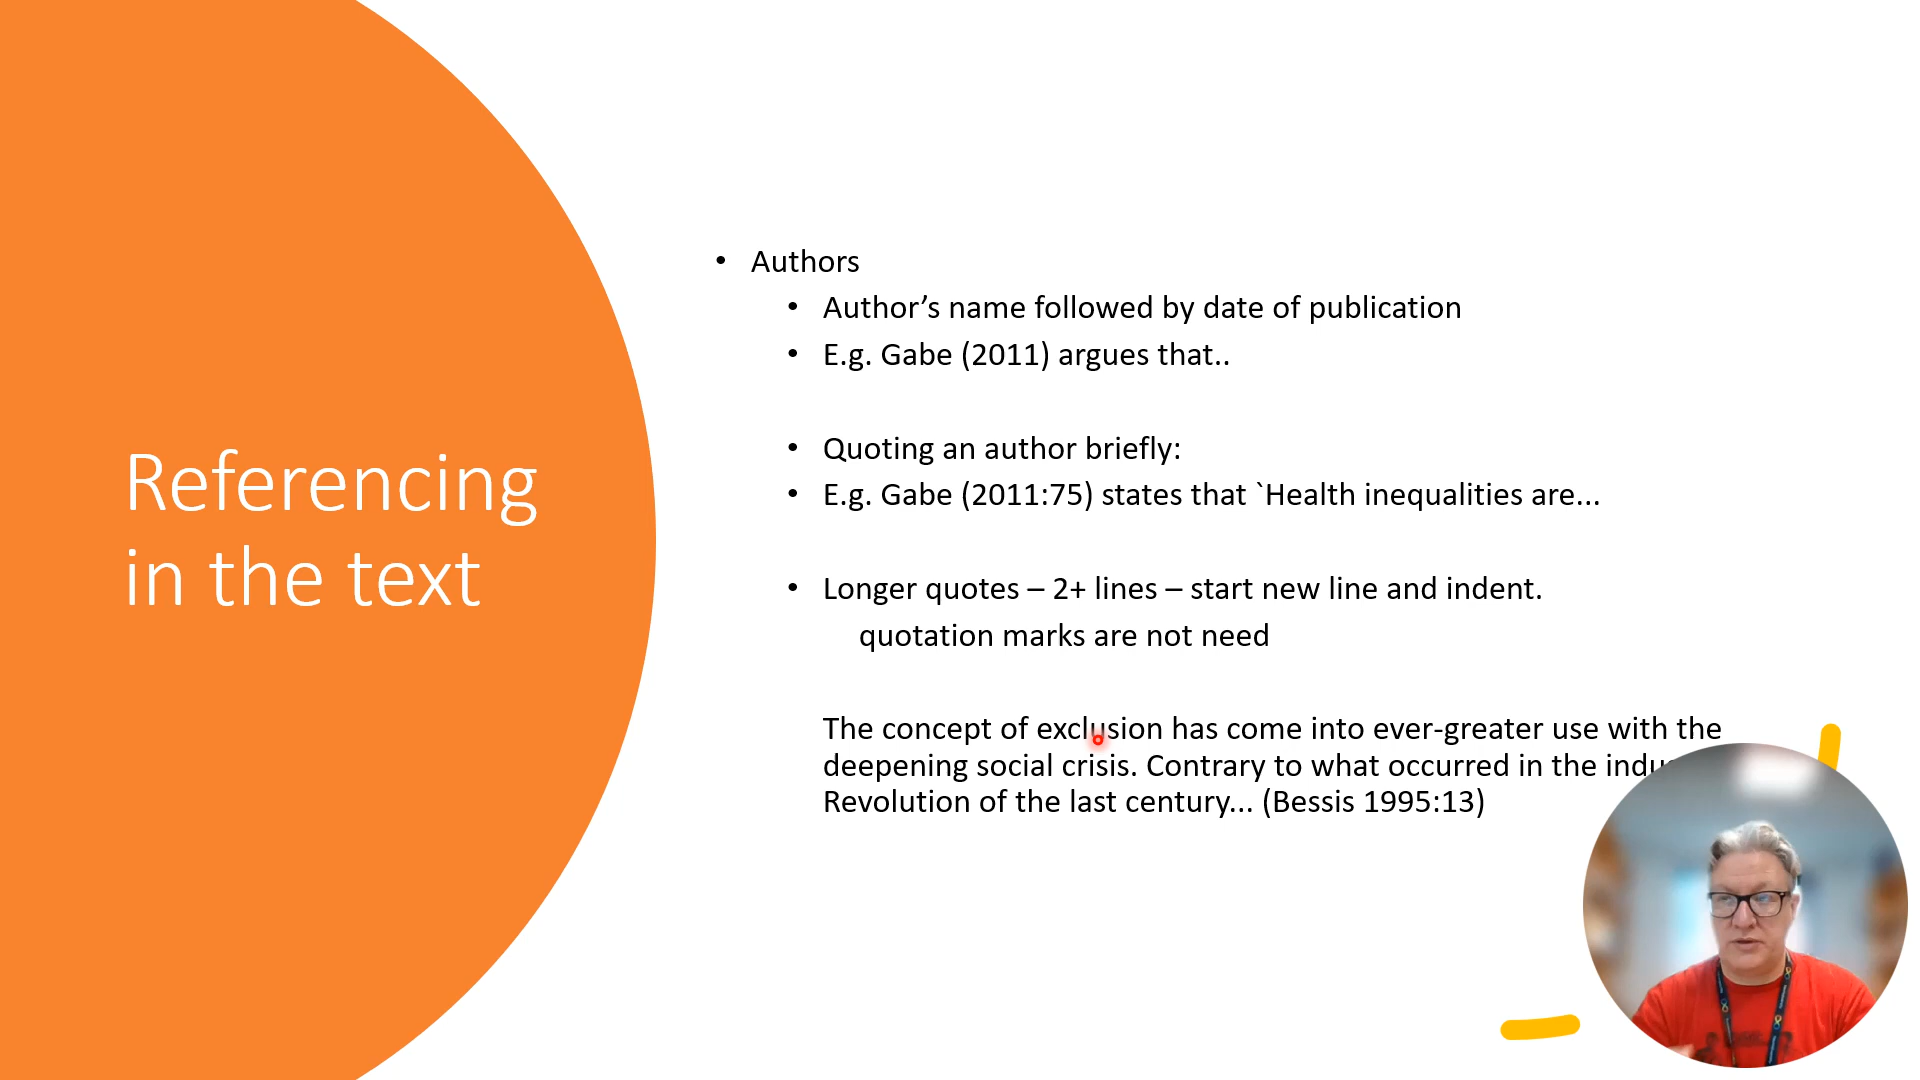 Referencing
in the text
• Authors
• Author’s name followed by date of publication
• E.g. Gabe (2011) argues that..
• Quoting an author briefly:
• E.g. Gabe (2011:75) states that `Health inequalities are...
• Longer quotes – 2+ lines – start new line and indent.
quotation marks are not need
The concept of exclusion has come into ever-greater use with the
deepening social crisis. Contrary to what occurred in the
Revolution of the last century... (Bessis 1995:13)